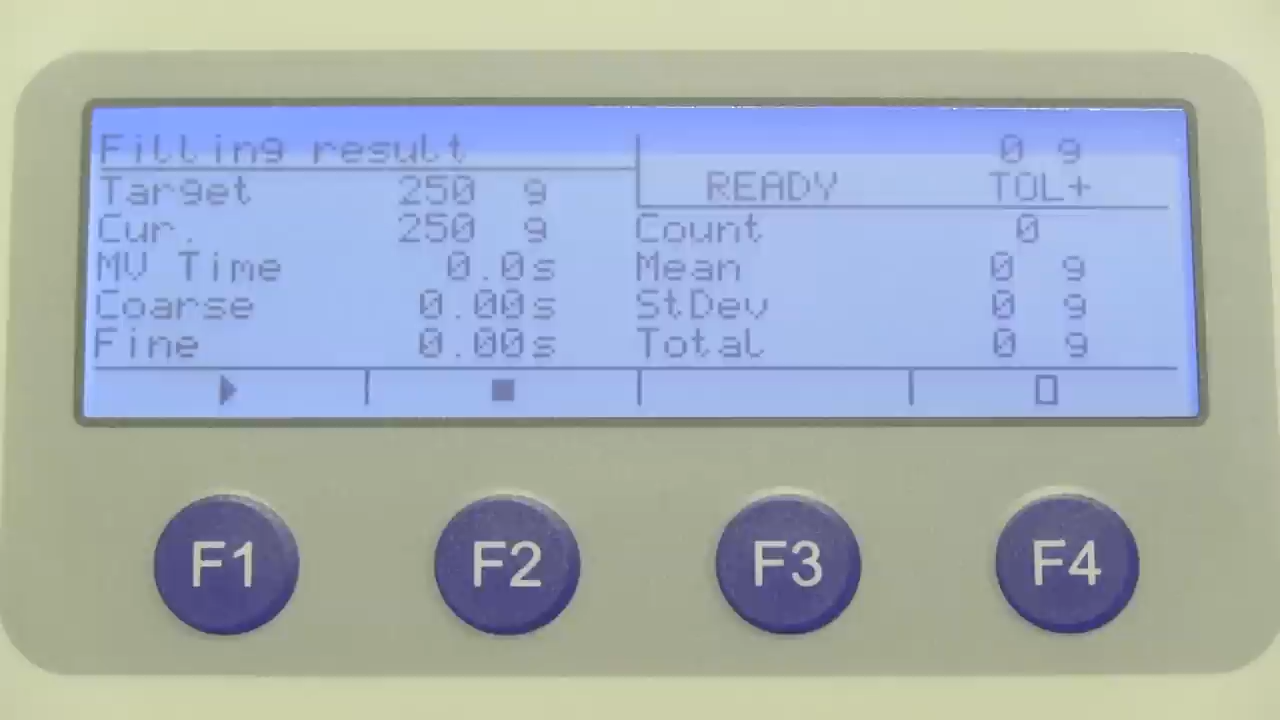 Filling result
Target 250 g
Cur. 250 g
MV Time 0.0s
Coarse 0.00s
Fine 0.00s
0 g
READY TOL+
Count 0
Mean 0 g
StDev 0 g
Total 0 g
F1 F2 F3 F4